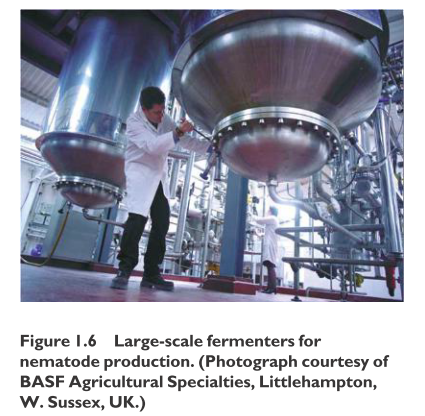 Figure 1.6 Large-scale fermenters for
nematode production. (Photograph courtesy of
BASF Agricultural Specialties, Littlehampton,
W. Sussex, UK.)